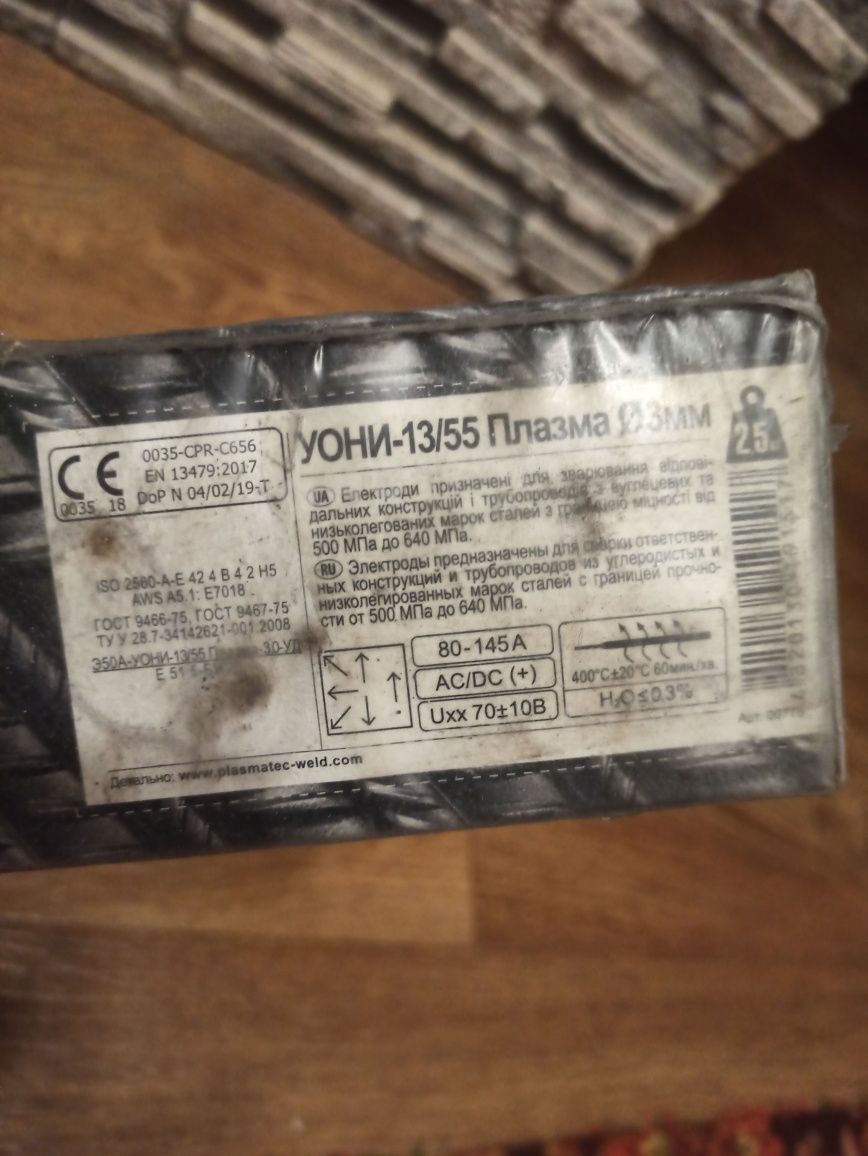 CE
0035 18
0035-CPR-C656
EN 13479:2017
DoP N 04/02/19-T
ISO 2560-A-E 42 4 B 4 2 H5
AWS A5.1: E7018
ГОСТ 9466-75, ГОСТ 9467-75
ТУ У 28.7-34142621-001:2008
Э50А-УОНИ-13/55 3,0-УД
Е 51
Детально: www.plasmatec-weld.com
УОНИ-13/55 Плазма Ø3мм
UA Електроди призначені для зварювання відпові-
дальних конструкцій і трубопроводів з вуглецевих та
низьколегованих марок сталей з границею міцності від
500 МПа до 640 МПа.
RU Электроды предназначены для сварки ответствен-
ных конструкций и трубопроводов из углеродистых и
низколегированных марок сталей с границей прочно-
сти от 500 МПа до 640 МПа.
80-145А
AC/DC (+)
Uxx 70±10В
400°C±20°C 60мин./хв.
H₂O≤0.3%